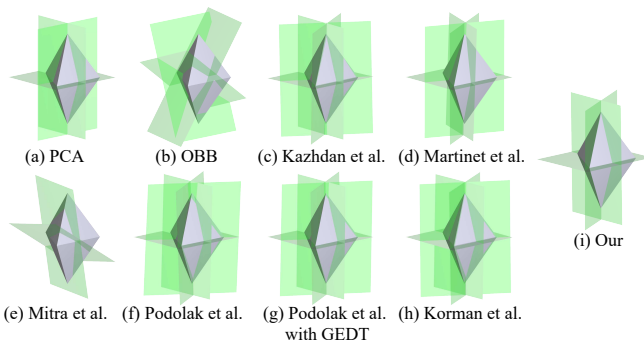 (a) PCA
(b) OBB
(c) Kazhdan et al.
(d) Martinet et al.
(i) Our
(e) Mitra et al.
(f) Podolak et al.
(g) Podolak et al.
with GEDT
(h) Korman et al.